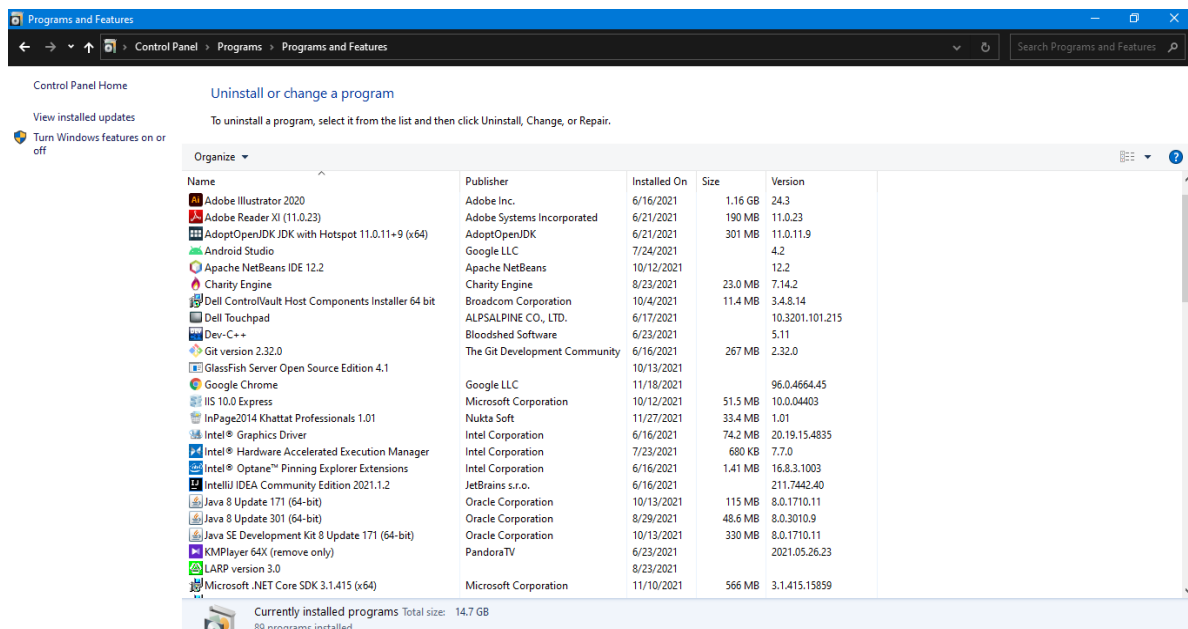 Programs and Features
Control Panel > Programs > Programs and Features
Search Programs and Features
Control Panel Home
View installed updates
Turn Windows features on or
off
Uninstall or change a program
To uninstall a program, select it from the list and then click Uninstall, Change, or Repair.
Organize
Name Publisher Installed On Size Version
Adobe Illustrator 2020 Adobe Inc. 6/16/2021 1.16 GB 24.3
Adobe Reader XI (11.0.23) Adobe Systems Incorporated 6/21/2021 190 MB 11.0.23
AdoptOpenJDK JDK with Hotspot 11.0.11+9 (x64) AdoptOpenJDK 6/21/2021 301 MB 11.0.11.9
Android Studio Google LLC 7/24/2021 4.2
Apache NetBeans IDE 12.2 Apache NetBeans 10/12/2021 12.2
Charity Engine Charity Engine 8/23/2021 23.0 MB 7.14.2
Dell ControlVault Host Components Installer 64 bit Broadcom Corporation 10/4/2021 11.4 MB 3.4.8.14
Dell Touchpad ALPSALPINE CO., LTD. 6/17/2021 10.3201.101.215
Dev-C++ Bloodshed Software 6/23/2021 5.11
Git version 2.32.0 The Git Development Community 6/16/2021 267 MB 2.32.0
GlassFish Server Open Source Edition 4.1 10/13/2021
Google Chrome Google LLC 11/18/2021 96.0.4664.45
IIS 10.0 Express Microsoft Corporation 10/12/2021 51.5 MB 10.0.04403
InPage2014 Khattat Professionals 1.01 Nukta Soft 11/27/2021 33.4 MB 1.01
Intel® Graphics Driver Intel Corporation 6/16/2021 74.2 MB 20.19.15.4835
Intel® Hardware Accelerated Execution Manager Intel Corporation 7/23/2021 680 KB 7.7.0
Intel® Optane™ Pinning Explorer Extensions Intel Corporation 6/16/2021 1.41 MB 16.8.3.1003
IntelliJ IDEA Community Edition 2021.1.2 JetBrains s.r.o. 6/16/2021 211.7442.40
Java 8 Update 171 (64-bit) Oracle Corporation 10/13/2021 115 MB 8.0.1710.11
Java 8 Update 301 (64-bit) Oracle Corporation 8/29/2021 48.6 MB 8.0.3010.9
Java SE Development Kit 8 Update 171 (64-bit) Oracle Corporation 10/13/2021 330 MB 8.0.1710.11
KMPlayer 64X (remove only) PandoraTV 6/23/2021 2021.05.26.23
LARP version 3.0 8/23/2021
Microsoft .NET Core SDK 3.1.415 (x64) Microsoft Corporation 11/10/2021 566 MB 3.1.415.15859
Currently installed programs Total size: 14.7 GB
89 programs installed